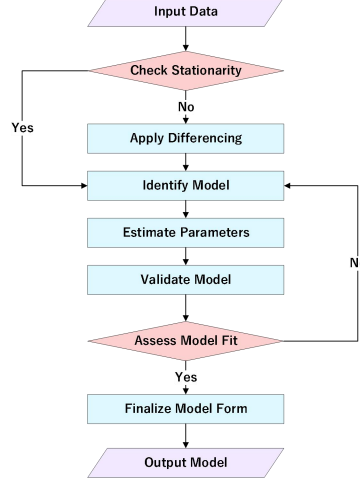 Input Data
Check Stationarity
No
Yes
Apply Differencing
Identify Model
Estimate Parameters
Validate Model
N
Assess Model Fit
Yes
Finalize Model Form
Output Model